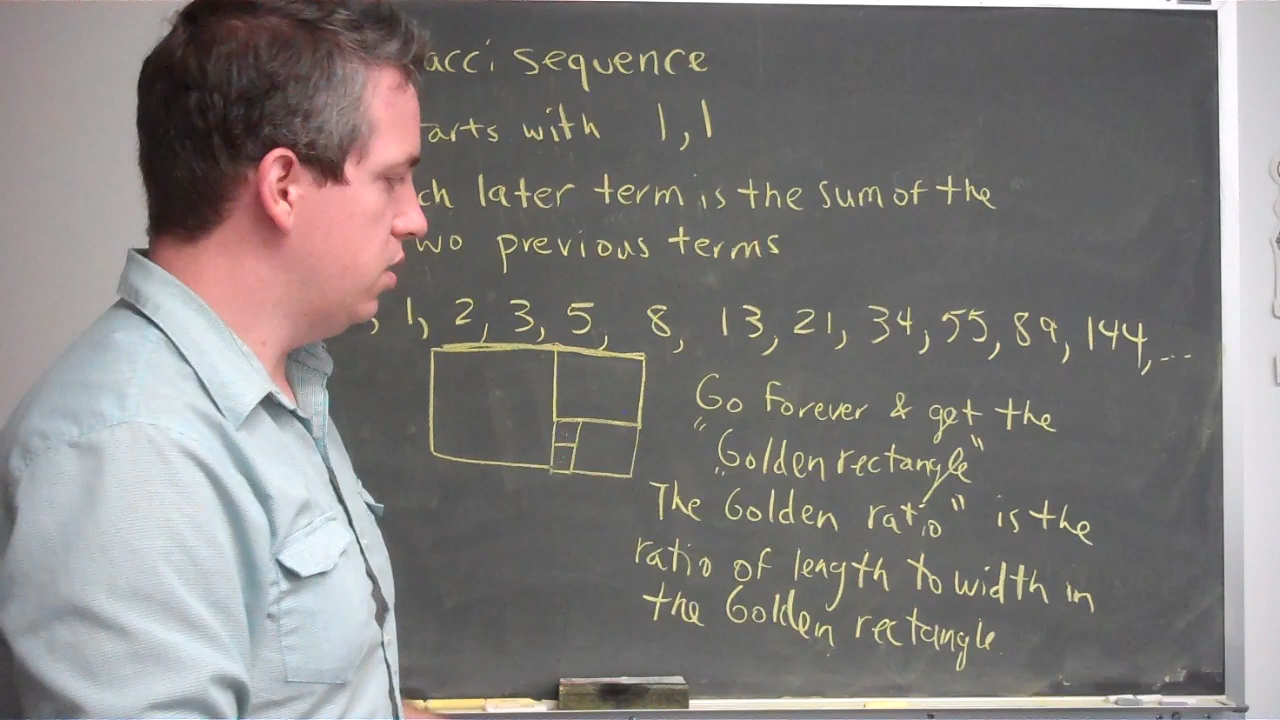 acci sequence
arts with 1,1
ch later term is the sum of the
wo previous terms
, 1, 2, 3, 5, 8, 13, 21, 34, 55, 89, 144, ...
Go forever & get the
"Golden rectangle"
The "Golden ratio" is the
ratio of length to width in
the Golden rectangle.